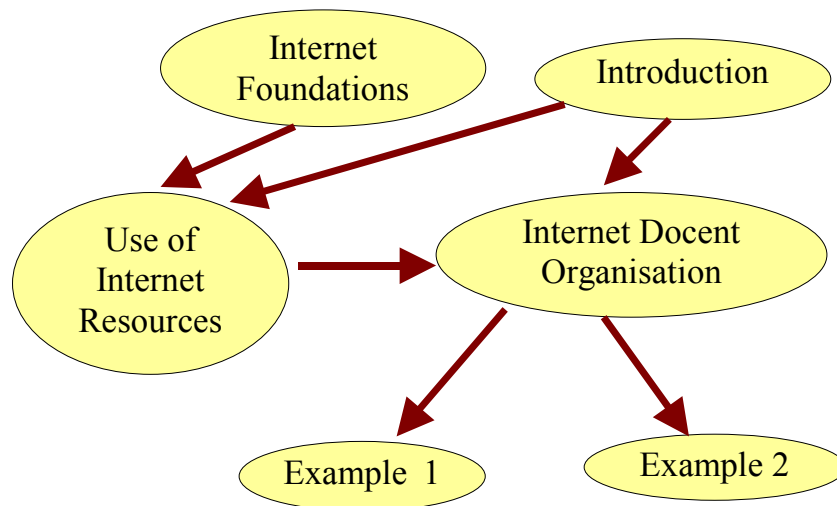 Internet
Foundations
Introduction
Use of
Internet
Resources
Internet Docent
Organisation
Example 1
Example 2